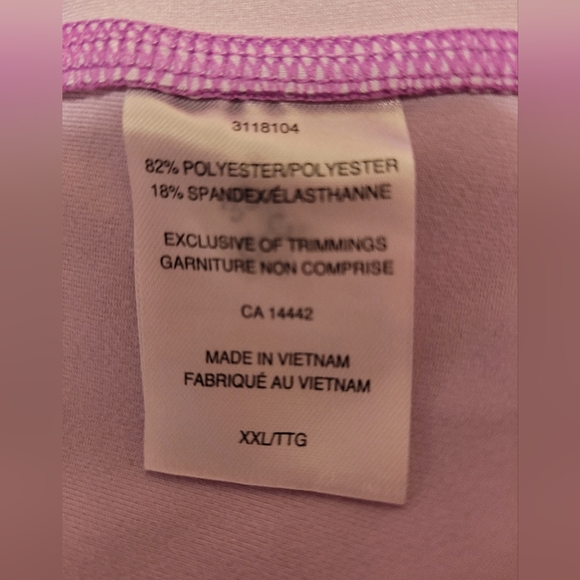 3118104
82% POLYESTER/POLYESTER
18% SPANDEX/ÉLASTHANNE
EXCLUSIVE OF TRIMMINGS
GARNITURE NON COMPRISE
CA 14442
MADE IN VIETNAM
FABRIQUÉ AU VIETNAM
XXL/TTG